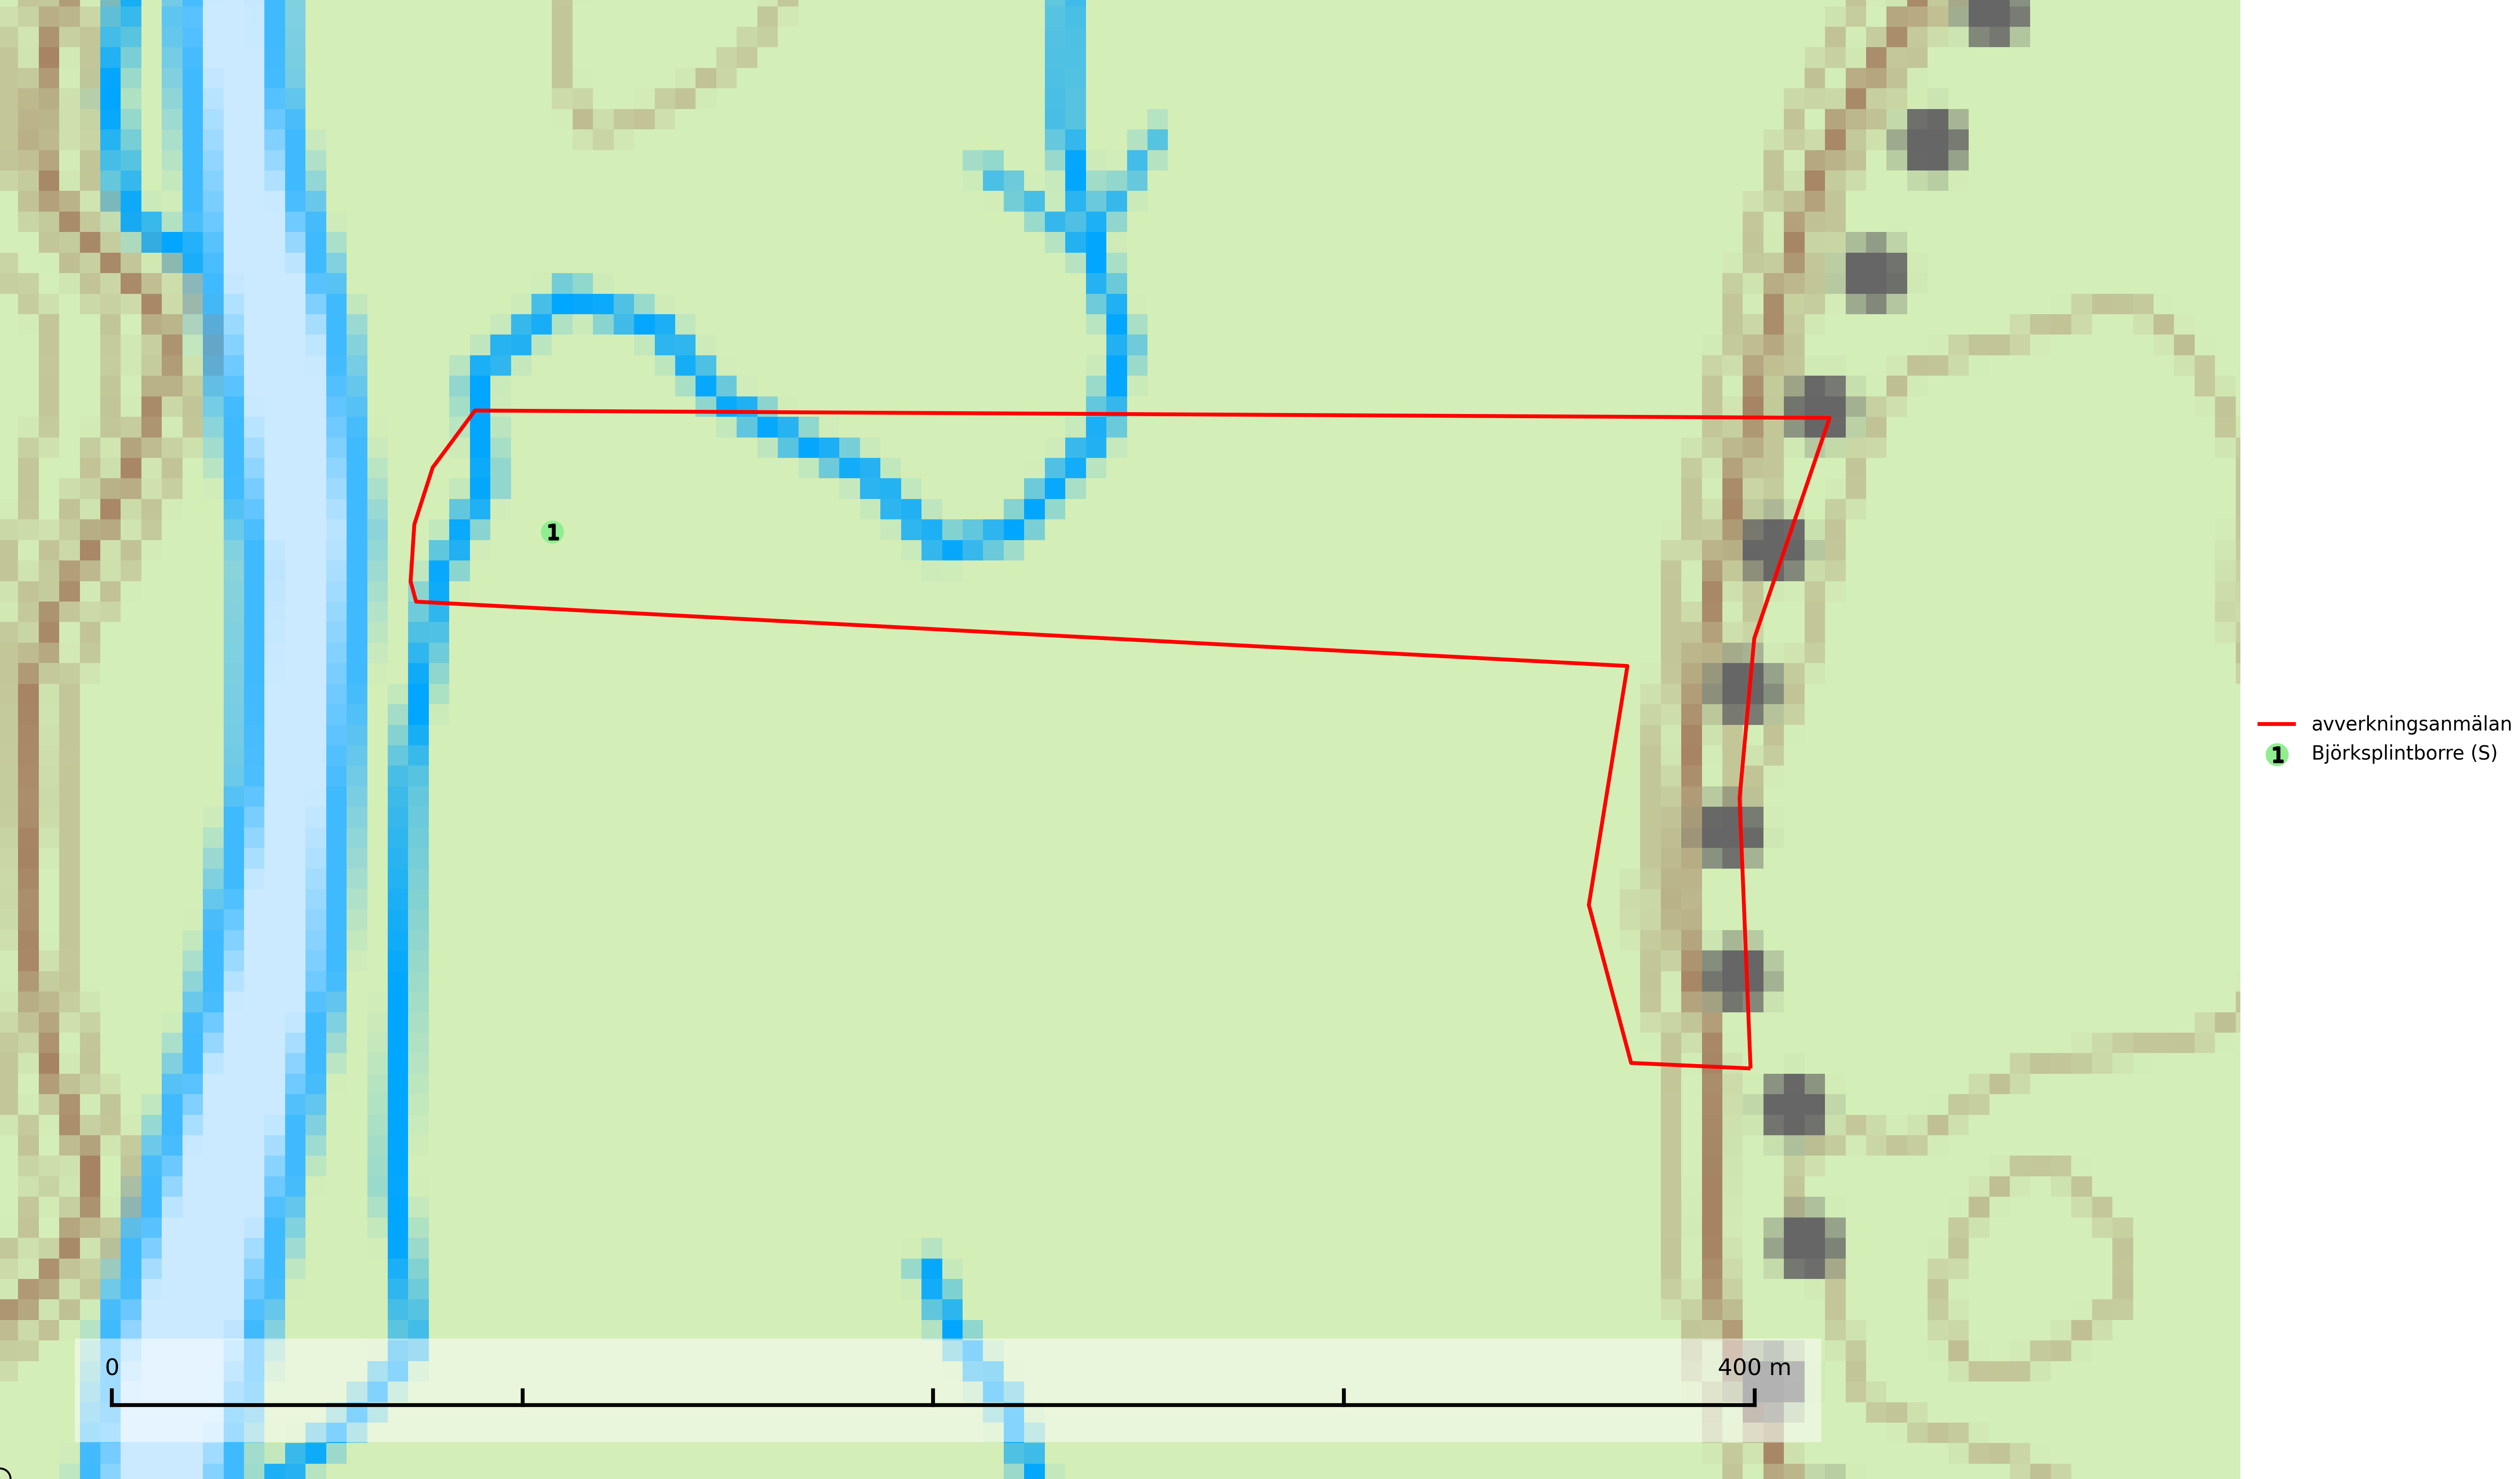 1
avverkningsanmälan
1 Björksplintborre (S)
0 400 m